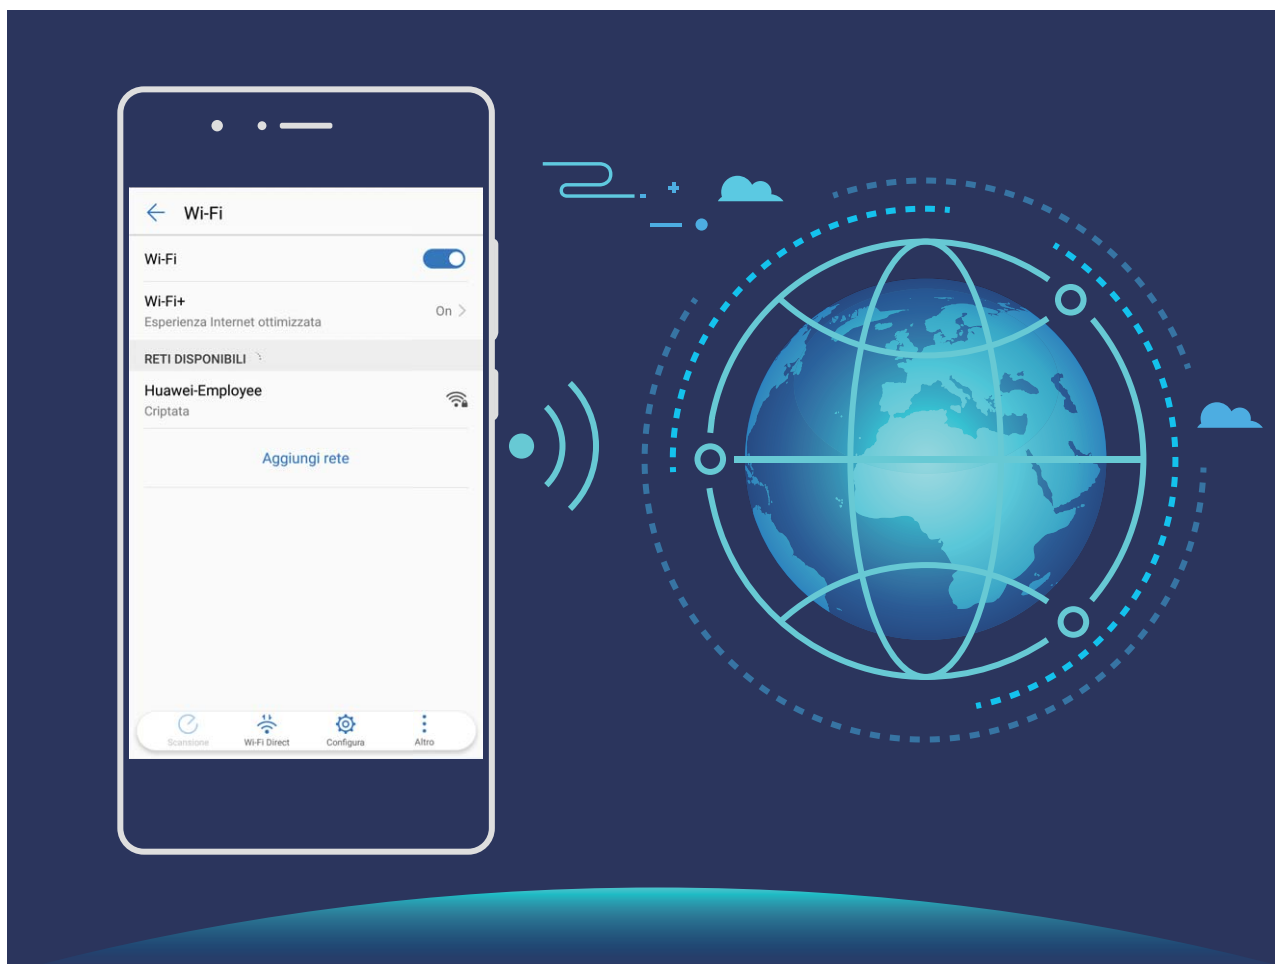 Wi-Fi
Wi-Fi
Wi-Fi+
Esperienza Internet ottimizzata
On
RETI DISPONIBILI
Huawei-Employee
Criptata
Aggiungi rete
Scansione
Wi-Fi Direct
Configura
Altro